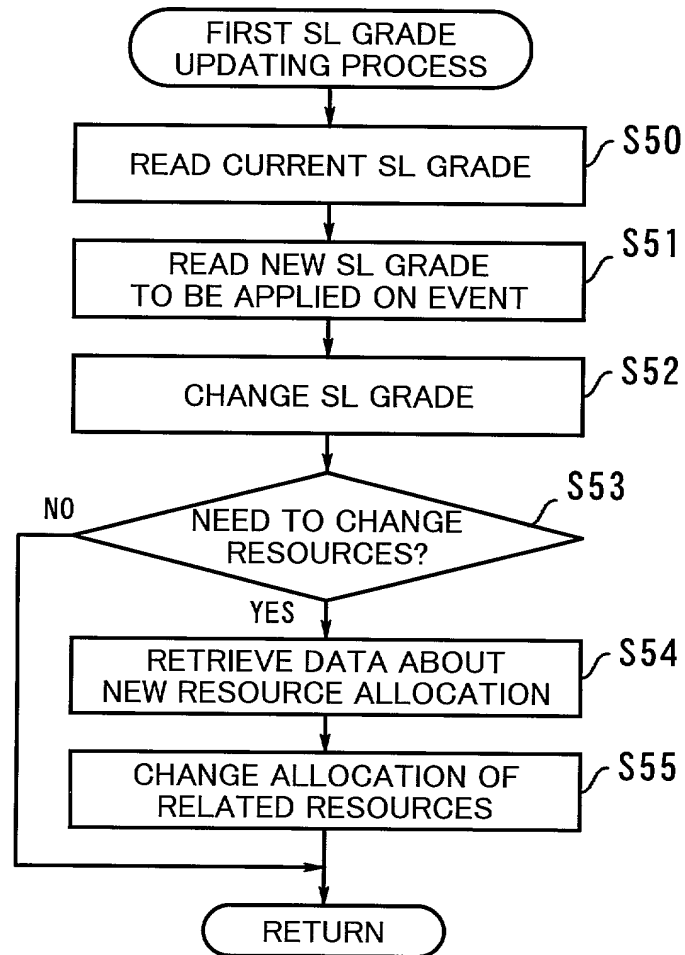 FIRST SL GRADE
UPDATING PROCESS
READ CURRENT SL GRADE
S50
READ NEW SL GRADE
TO BE APPLIED ON EVENT
S51
CHANGE SL GRADE
S52
NEED TO CHANGE
RESOURCES?
S53
NO
YES
RETRIEVE DATA ABOUT
NEW RESOURCE ALLOCATION
S54
CHANGE ALLOCATION OF
RELATED RESOURCES
S55
RETURN